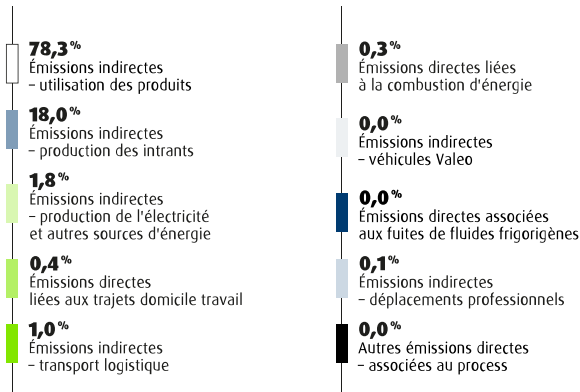 78,3 %
Émissions indirectes
– utilisation des produits
18,0 %
Émissions indirectes
– production des intrants
1,8 %
Émissions indirectes
– production de l'électricité
et autres sources d'énergie
0,4 %
Émissions directes
liées aux trajets domicile travail
1,0 %
Émissions indirectes
– transport logistique
0,3 %
Émissions directes liées
à la combustion d'énergie
0,0 %
Émissions indirectes
– véhicules Valeo
0,0 %
Émissions directes associées
aux fuites de fluides frigorigènes
0,1 %
Émissions indirectes
– déplacements professionnels
0,0 %
Autres émissions directes
– associées au process